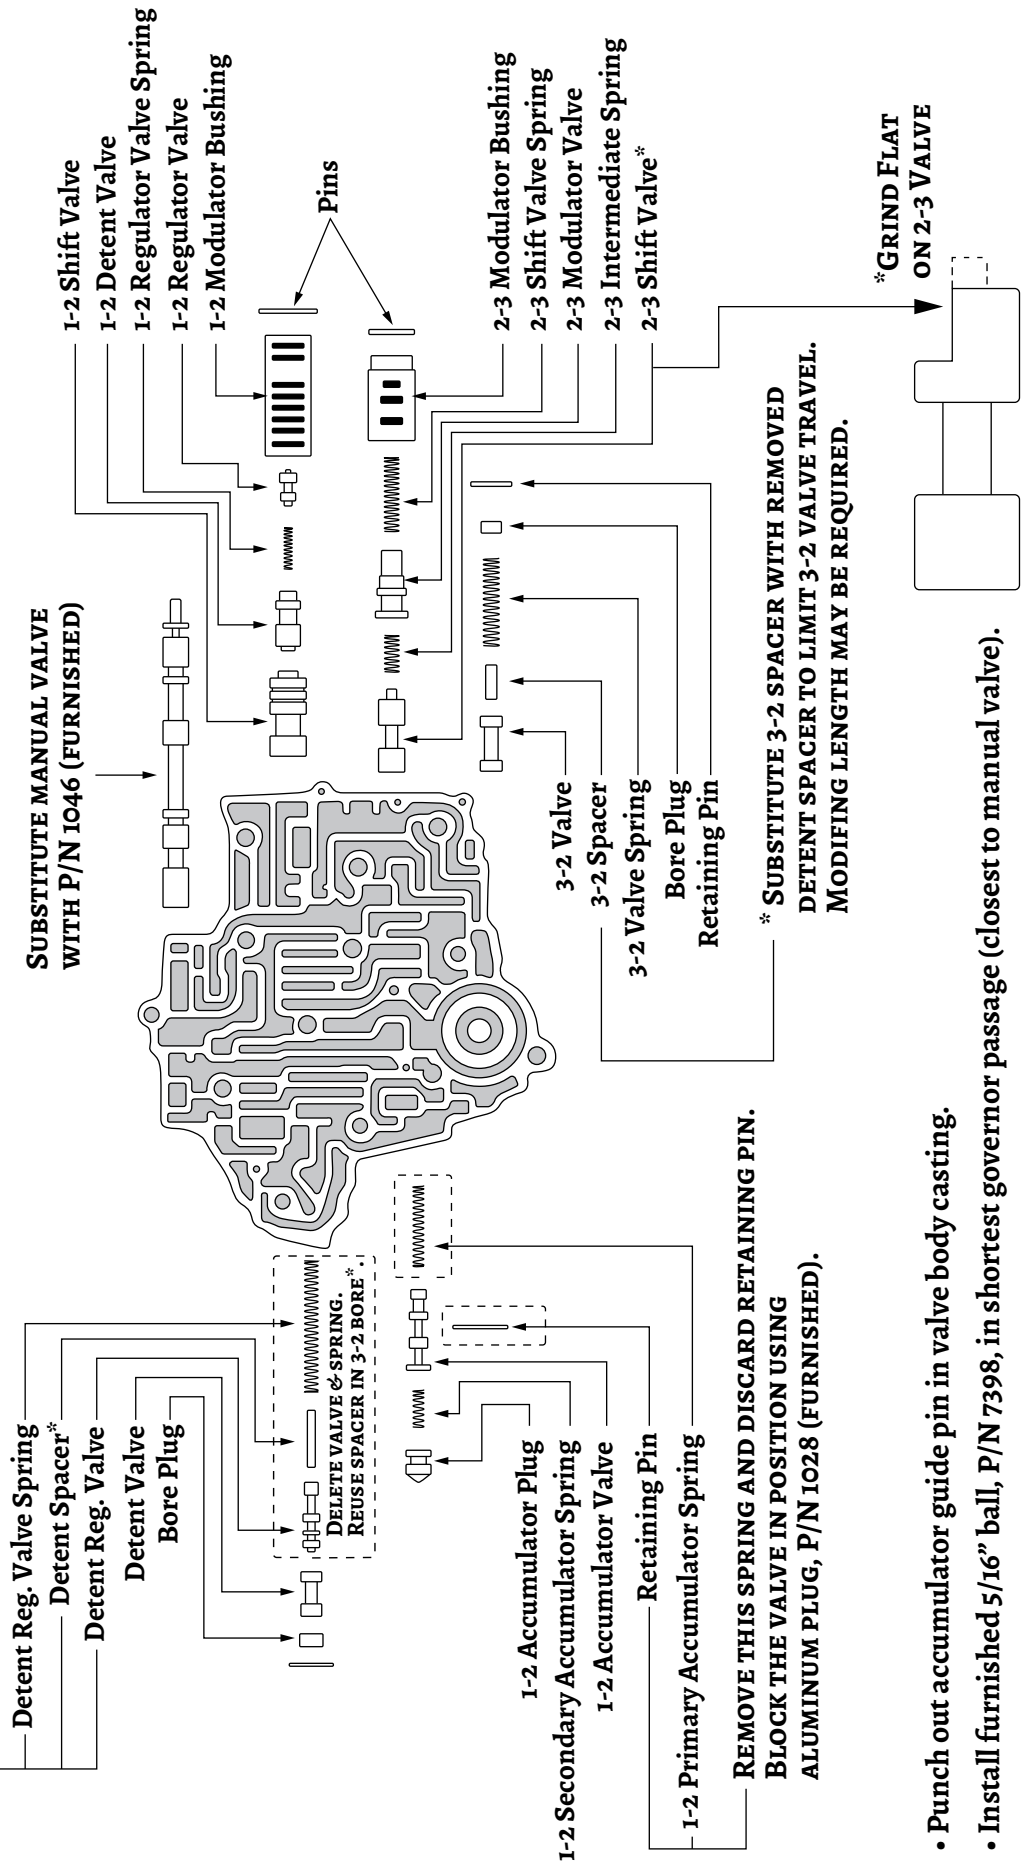 SUBSTITUTE MANUAL VALVE
WITH P/N 1046 (FURNISHED)
1-2 Shift Valve
1-2 Detent Valve
1-2 Regulator Valve Spring
1-2 Regulator Valve
1-2 Modulator Bushing
Pins
2-3 Modulator Bushing
2-3 Shift Valve Spring
2-3 Modulator Valve
2-3 Intermediate Spring
2-3 Shift Valve*
*GRIND FLAT
ON 2-3 VALVE
3-2 Valve
3-2 Spacer
3-2 Valve Spring
Bore Plug
Retaining Pin
* SUBSTITUTE 3-2 SPACER WITH REMOVED
DETENT SPACER TO LIMIT 3-2 VALVE TRAVEL.
MODIFING LENGTH MAY BE REQUIRED.
Detent Reg. Valve Spring
Detent Spacer*
Detent Reg. Valve
Detent Valve
Bore Plug
DELETE VALVE & SPRING.
REUSE SPACER IN 3-2 BORE*.
1-2 Accumulator Plug
1-2 Secondary Accumulator Spring
1-2 Accumulator Valve
Retaining Pin
1-2 Primary Accumulator Spring
REMOVE THIS SPRING AND DISCARD RETAINING PIN.
BLOCK THE VALVE IN POSITION USING
ALUMINUM PLUG, P/N 1028 (FURNISHED).
• Punch out accumulator guide pin in valve body casting.
• Install furnished 5/16" ball, P/N 7398, in shortest governor passage (closest to manual valve).